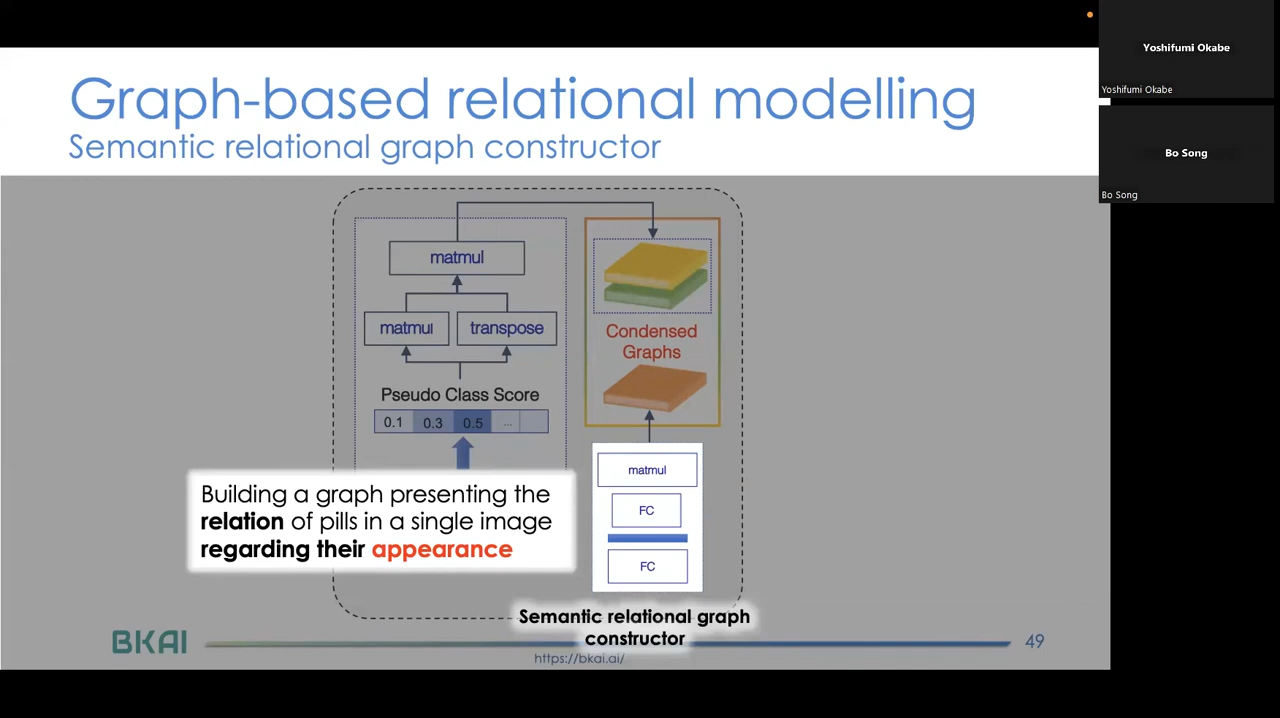 Graph-based relational modelling
Semantic relational graph constructor
matmul
matmul
transpose
Pseudo Class Score
0.1 0.3 0.5 ...
Condensed
Graphs
matmul
FC
FC
Building a graph presenting the
relation of pills in a single image
regarding their appearance
Semantic relational graph
constructor
BKAI
https://bkai.ai/
49
Yoshifumi Okabe
Yoshifumi Okabe
Bo Song
Bo Song